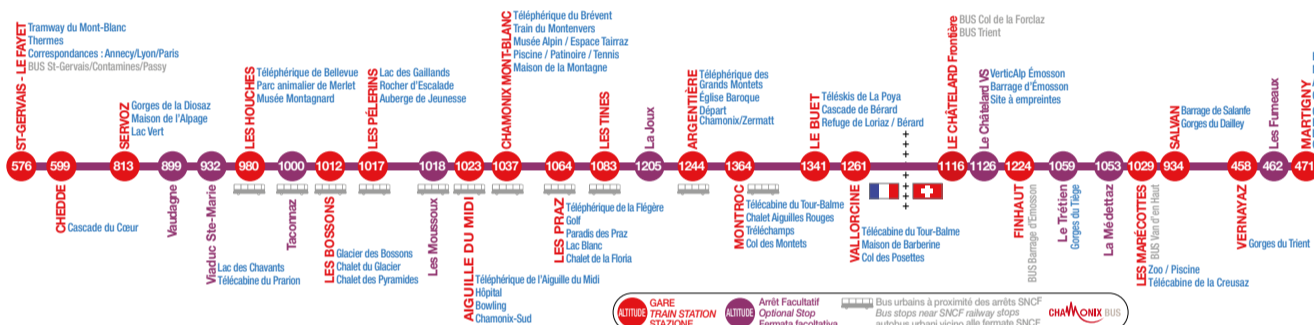 ST-GERVAIS - LE FAYET
Tramway du Mont-Blanc
Thermes
Correspondances : Annecy/Lyon/Paris
BUS St-Gervais/Contamines/Passy
576
599
CHEDDE
Cascade du Cœur
SERVOZ
Gorges de la Diosaz
Maison de l'Alpage
Lac Vert
813
899
Vaudagne
932
Viaduc Ste-Marie
Lac des Chavants
Télécabine du Prarion
LES HOUCHES
Téléphérique de Bellevue
Parc animalier de Merlet
Musée Montagnard
980
1000
Taconnaz
1012
LES BOSSONS
Glacier des Bossons
Chalet du Glacier
Chalet des Pyramides
LES PÉLERINS
Lac des Gaillands
Rocher d'Escalade
Auberge de Jeunesse
1017
1018
Les Moussoux
1023
AIGUILLE DU MIDI
Téléphérique de l'Aiguille du Midi
Hôpital
Bowling
Chamonix-Sud
CHAMONIX MONT-BLANC
Téléphérique du Brévent
Train du Montenvers
Musée Alpin / Espace Tairraz
Piscine / Patinoire / Tennis
Maison de la Montagne
1037
1064
LES PRAZ
Téléphérique de la Flégère
Golf
Paradis des Praz
Lac Blanc
Chalet de la Floria
LES TINES
1083
La Joux
1205
ARGENTIÈRE
Téléphérique des
Grands Montets
Église Baroque
Départ
Chamonix/Zermatt
1244
1364
MONTROC
Télécabine du Tour-Balme
Chalet Aiguilles Rouges
Tréléchamps
Col des Montets
LE BUET
Téléskis de La Poya
Cascade de Bérard
Refuge de Loriaz / Bérard
1341
1261
VALLORCINE
Télécabine du Tour-Balme
Maison de Barberine
Col des Posettes
LE CHÂTELARD Frontière
BUS Col de la Forclaz
BUS Trient
1116
Le Châtelard VS
VerticAlp Émosson
Barrage d'Émosson
Site à empreintes
1126
1224
FINHAUT
BUS Barrage d'Emosson
1059
Le Trétien
Gorges du Tiège
1053
La Médettaz
1029
LES MARÉCOTTES
BUS Van d'en Haut
Zoo / Piscine
Télécabine de la Creusaz
SALVAN
Barrage de Salanfe
Gorges du Dailley
934
458
VERNAYAZ
Gorges du Trient
Les Fumeaux
462
MARTIGNY
471
ALTITUDE
GARE
TRAIN STATION
STAZIONE
ALTITUDE
Arrêt Facultatif
Optional Stop
Fermata facoltativa
Bus urbains à proximité des arrêts SNCF
Bus stops near SNCF railway stops
autobus urbani vicino alle fermate SNCF
CHAMONIX BUS